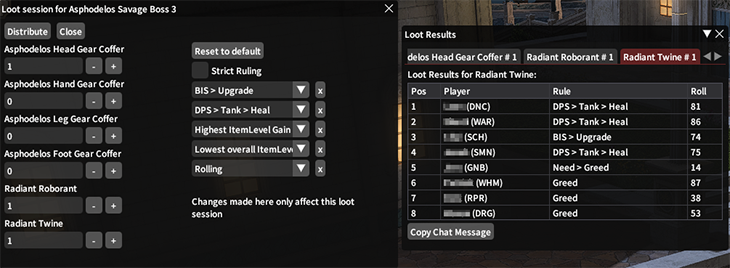 Loot session for Asphodelos Savage Boss 3
Distribute Close
Asphodelos Head Gear Coffer
1 - +
Asphodelos Hand Gear Coffer
0 - +
Asphodelos Leg Gear Coffer
0 - +
Asphodelos Foot Gear Coffer
0 - +
Radiant Roborant
1 - +
Radiant Twine
1 - +
Reset to default
Strict Ruling
BIS > Upgrade x
DPS > Tank > Heal x
Highest ItemLevel Gain x
Lowest overall ItemLeve x
Rolling x
Changes made here only affect this loot
session
Loot Results
delos Head Gear Coffer # 1 Radiant Roborant # 1 Radiant Twine # 1
Loot Results for Radiant Twine:
Pos Player Rule Roll
1 (DNC) DPS > Tank > Heal 81
2 (WAR) DPS > Tank > Heal 86
3 (SCH) BIS > Upgrade 74
4 (SMN) DPS > Tank > Heal 75
5 (GNB) Need > Greed 14
6 (WHM) Greed 87
7 (RPR) Greed 38
8 (DRG) Greed 53
Copy Chat Message